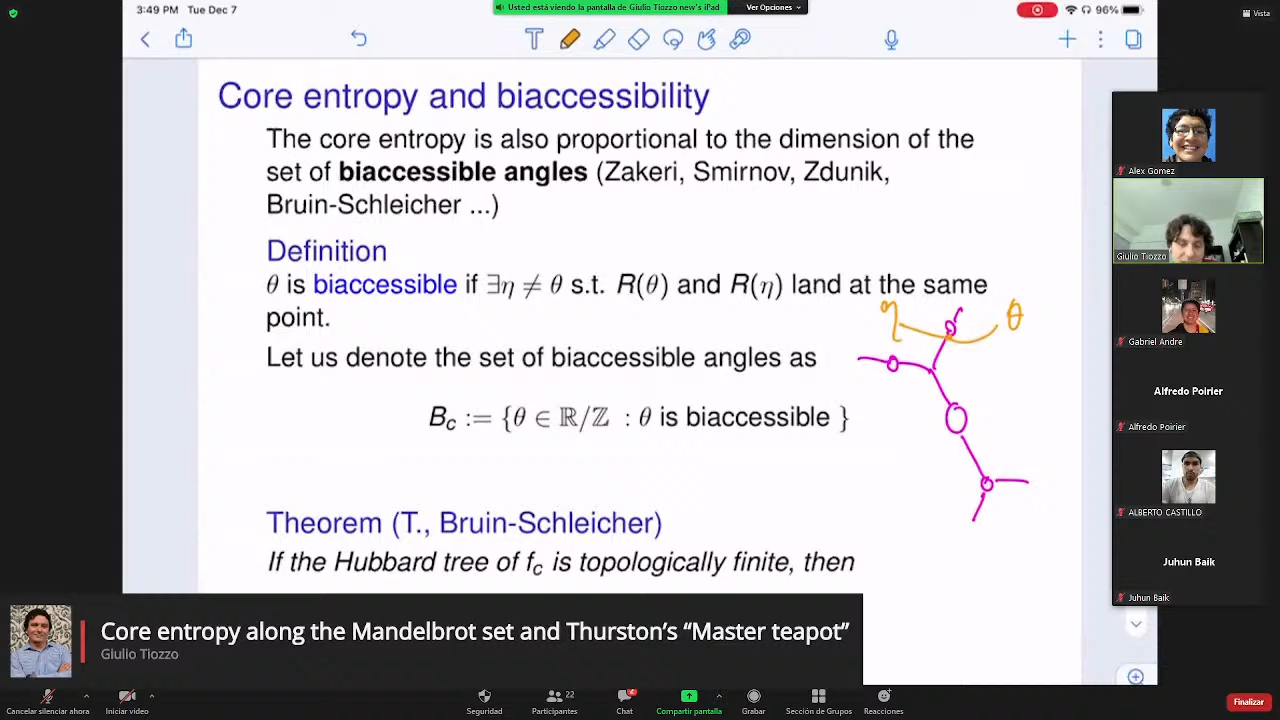 3:49 PM Tue Dec 7
Usted está viendo la pantalla de Giulio Tiozzo new's iPad
Ver Opciones
96%
Vista
Core entropy and biaccessibility
The core entropy is also proportional to the dimension of the
set of biaccessible angles (Zakeri, Smirnov, Zdunik,
Bruin-Schleicher ...)
Definition
θ is biaccessible if ∃η ≠ θ s.t. R(θ) and R(η) land at the same
point.
η θ
Let us denote the set of biaccessible angles as
B_c := {θ ∈ ℝ/ℤ : θ is biaccessible }
Theorem (T., Bruin-Schleicher)
If the Hubbard tree of f_c is topologically finite, then
Alex Gomez
Giulio Tiozzo
Gabriel Andre
Alfredo Poirier
Alfredo Poirier
ALBERTO CASTILLO
Juhun Baik
Juhun Baik
Core entropy along the Mandelbrot set and Thurston's “Master teapot”
Giulio Tiozzo
Cancelar silenciar ahora
Iniciar video
Seguridad
22
Participantes
2
Chat
Compartir pantalla
Grabar
Sección de Grupos
Reacciones
Finalizar